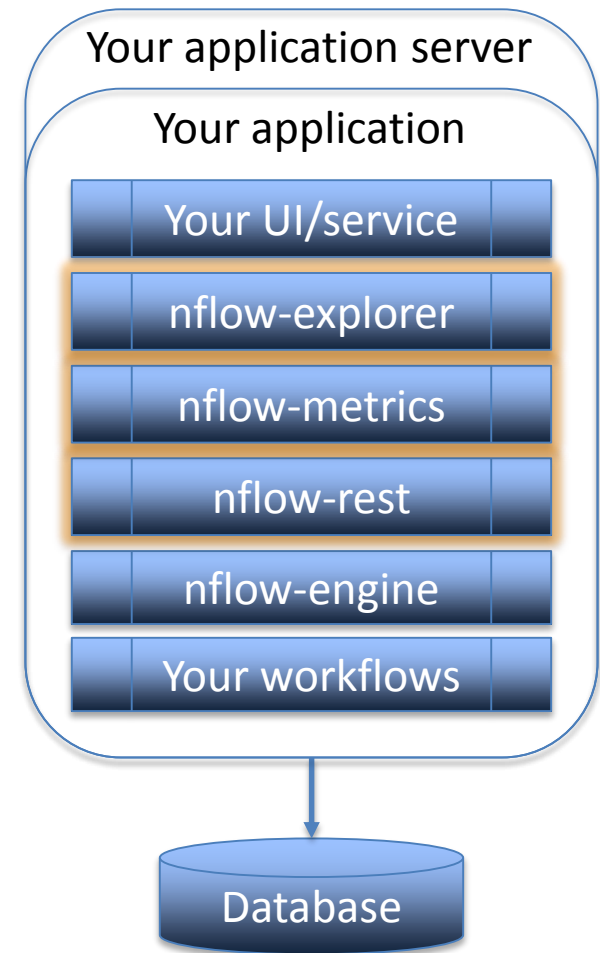 Your application server
Your application
Your UI/service
nflow-explorer
nflow-metrics
nflow-rest
nflow-engine
Your workflows
Database